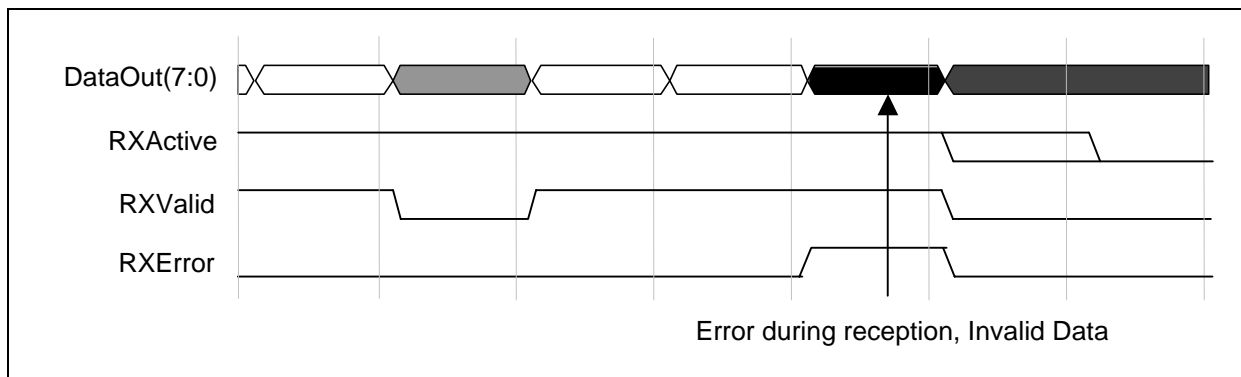 DataOut(7:0)
RXActive
RXValid
RXError
Error during reception, Invalid Data